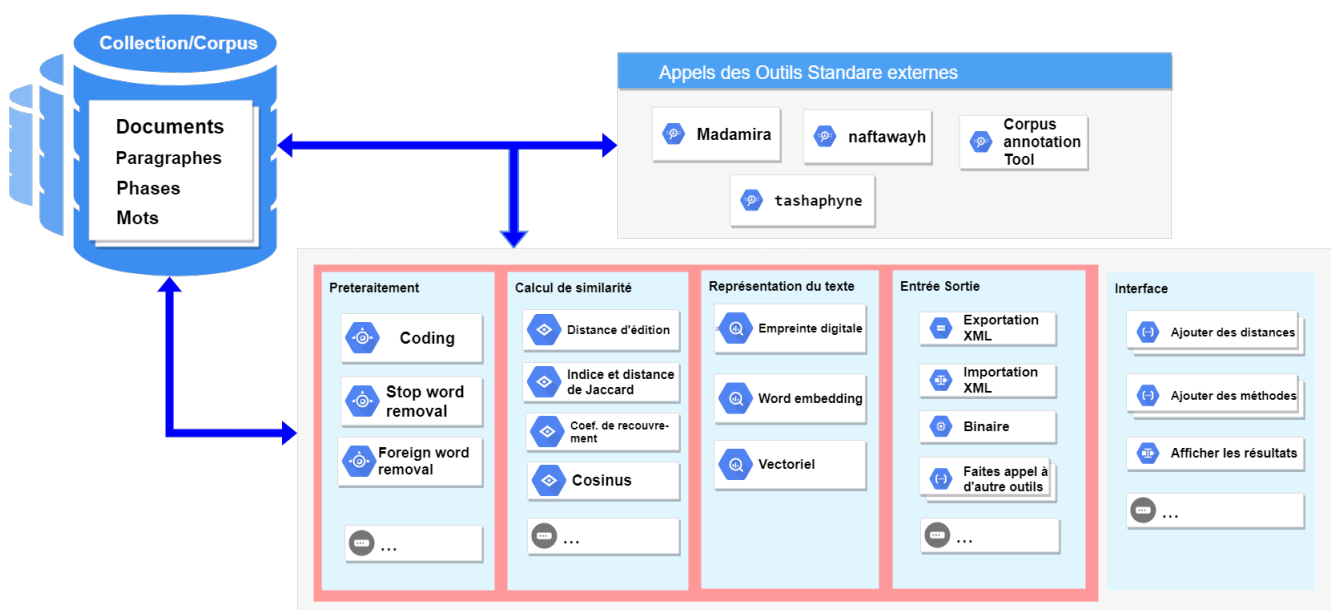 Collection/Corpus
Documents
Paragraphes
Phases
Mots
Appels des Outils Standare externes
Madamira
naftawayh
Corpus
annotation
Tool
tashaphyne
Preteraitement
Coding
Stop word
removal
Foreign word
removal
...
Calcul de similarité
Distance d'édition
Indice et distance
de Jaccard
Coef. de recouvre-
ment
Cosinus
...
Représentation du texte
Empreinte digitale
Word embedding
Vectoriel
Entrée Sortie
Exportation
XML
Importation
XML
Binaire
Faites appel à
d'autre outils
...
Interface
Ajouter des distances
Ajouter des méthodes
Afficher les résultats
...